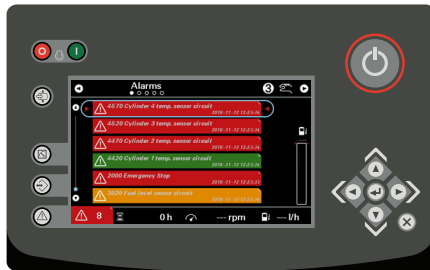 Alarms
3
4670 Cylinder 4 temp. sensor circuit
4520 Cylinder 3 temp. sensor circuit
4470 Cylinder 2 temp. sensor circuit
4420 Cylinder 1 temp. sensor circuit
2000 Emergency Stop
3020 Fuel level sensor circuit
8 0 h --- rpm --- l/h